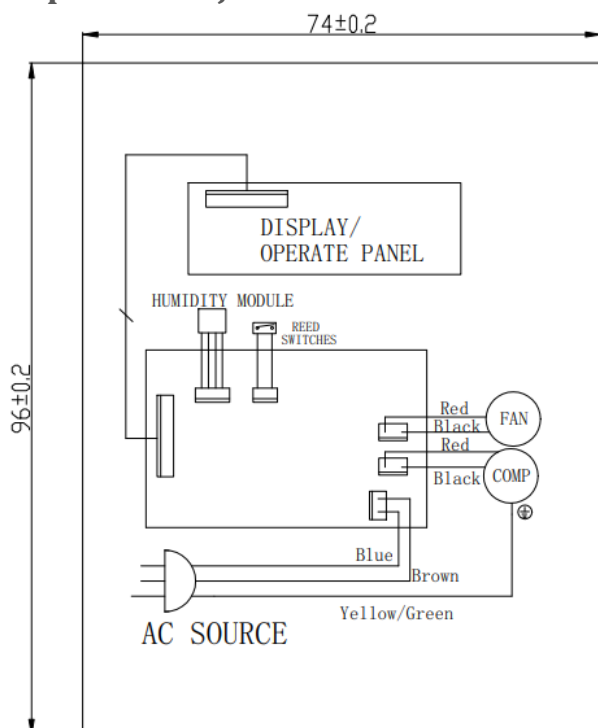 74±0.2
96±0.2
DISPLAY/
OPERATE PANEL
HUMIDITY MODULE
REED
SWITCHES
Red
Black
FAN
Red
Black
COMP
Blue
Brown
Yellow/Green
AC SOURCE